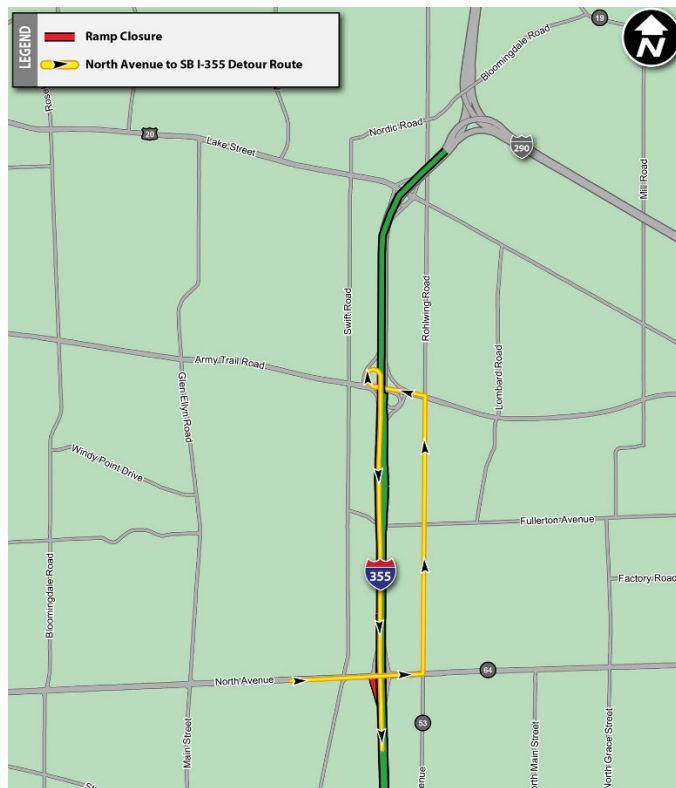 LEGEND
Ramp Closure
North Avenue to SB I-355 Detour Route
N
19
Bloomingdale Road
Nordic Road
20
Lake Street
290
Mill Road
Swift Road
Rohlwing Road
Army Trail Road
Lombard Road
Glen Ellyn Road
Windy Point Drive
Fullerton Avenue
Bloomingdale Road
355
Factory Road
North Avenue
64
Main Street
53
North Main Street
North Grace Street